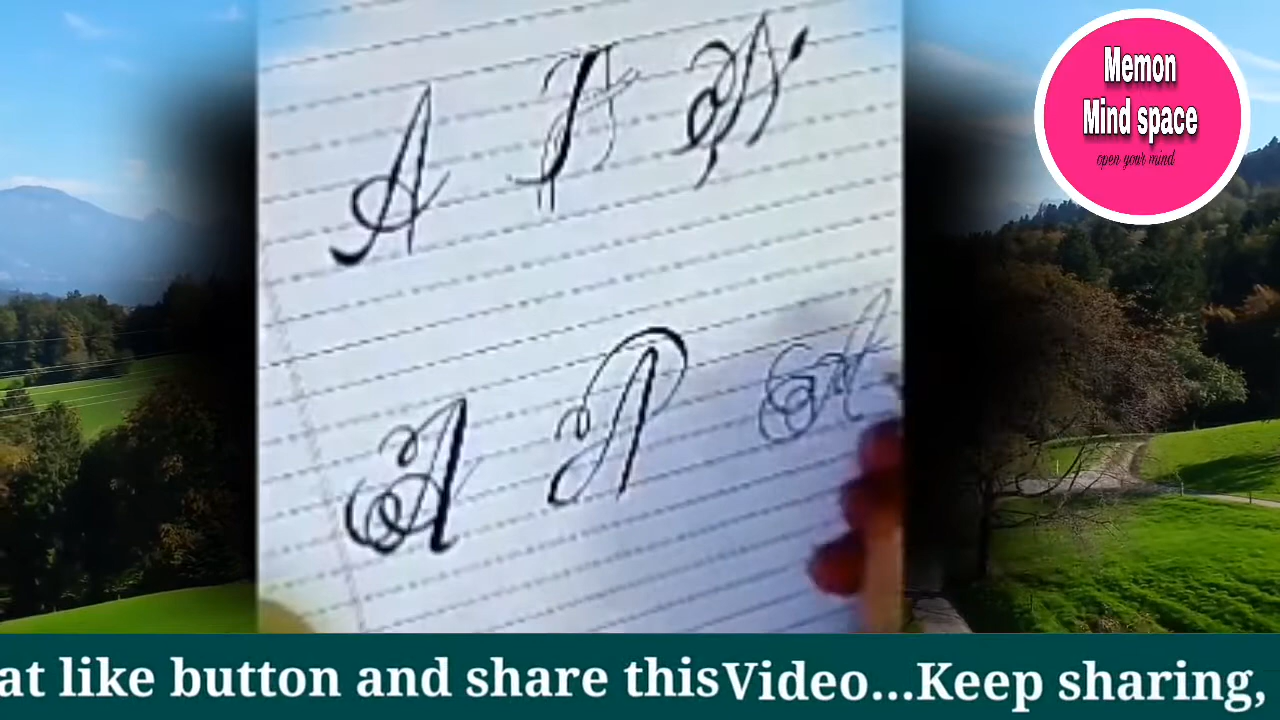 Memon
Mind space
open your mind
A A A
A A A
at like button and share thisVideo...Keep sharing,